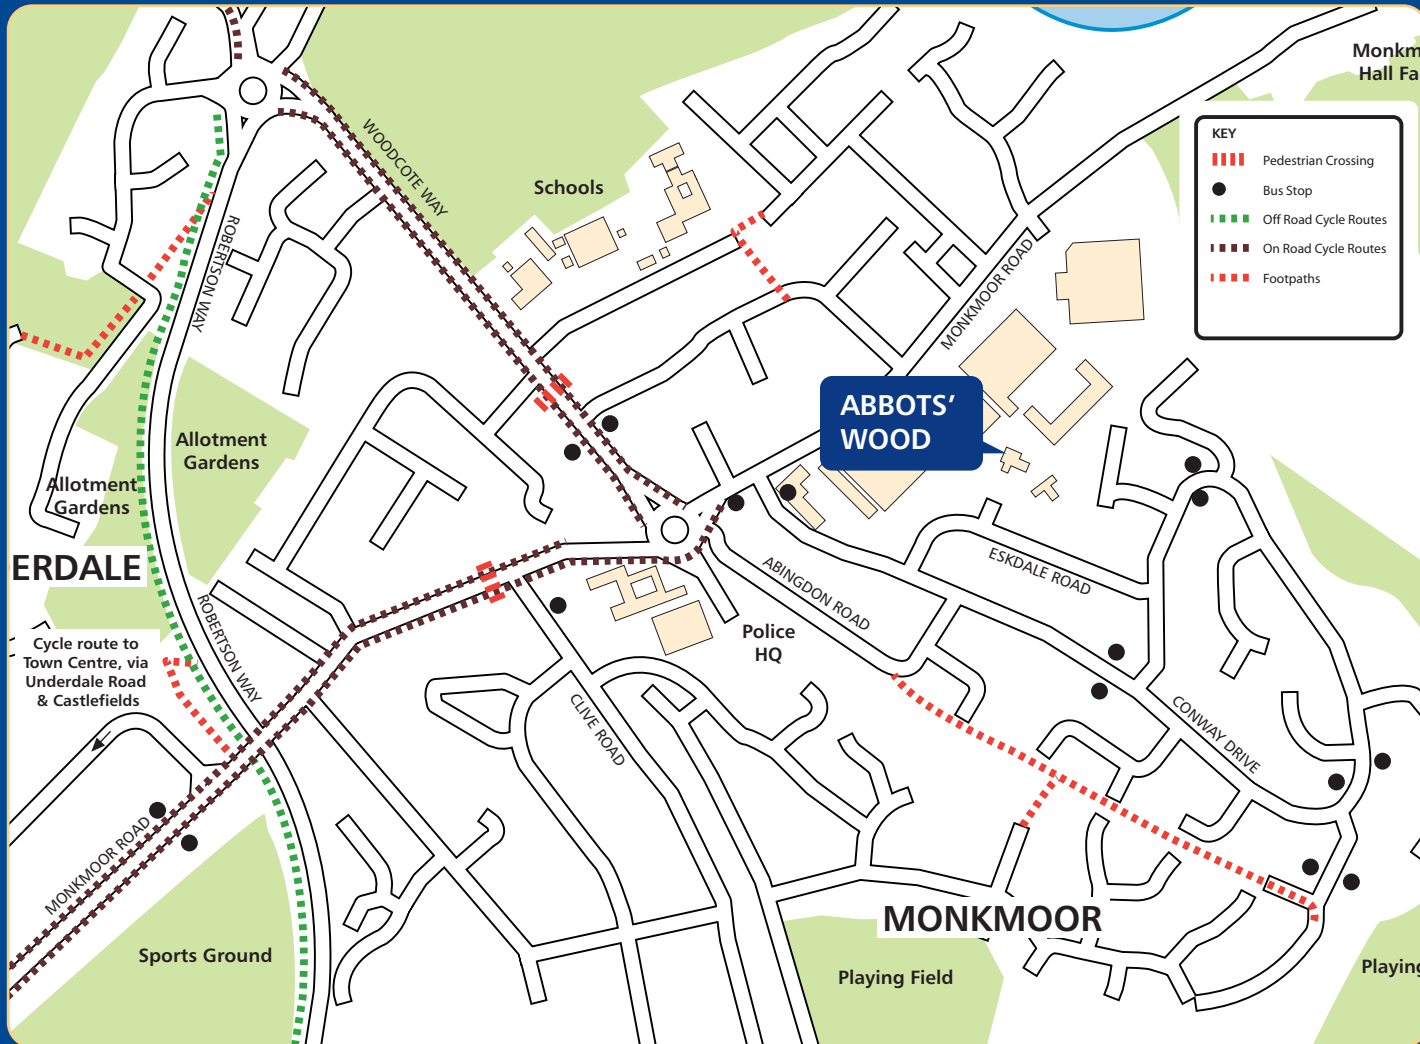 Monkm
Hall Fa
KEY
Pedestrian Crossing
Bus Stop
Off Road Cycle Routes
On Road Cycle Routes
Footpaths
WOODCOTE WAY
Schools
ROBERTSON WAY
MONKMOOR ROAD
ABBOTS'
WOOD
Allotment
Gardens
Allotment
Gardens
ERDALE
ESKDALE ROAD
ABINGDON ROAD
ROBERTSON WAY
Police
HQ
Cycle route to
Town Centre, via
Underdale Road
& Castlefields
CLIVE ROAD
CONWAY DRIVE
MONKMOOR ROAD
MONKMOOR
Sports Ground
Playing Field
Playing